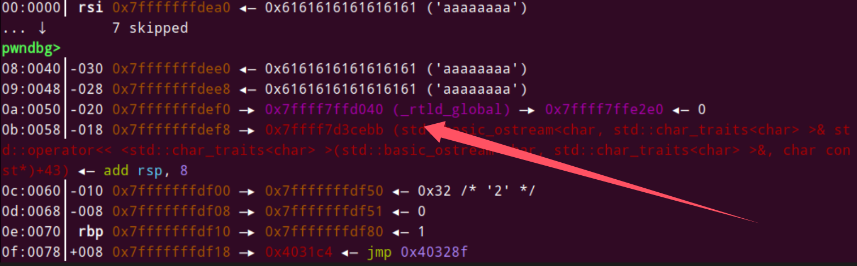 00:0000│ rsi 0x7fffffffdea0 ◂— 0x6161616161616161 ('aaaaaaaa')
... ↓ 7 skipped
pwndbg>
08:0040│-030 0x7fffffffdee0 ◂— 0x6161616161616161 ('aaaaaaaa')
09:0048│-028 0x7fffffffdee8 ◂— 0x6161616161616161 ('aaaaaaaa')
0a:0050│-020 0x7fffffffdef0 —▸ 0x7ffff7ffd040 (_rtld_global) —▸ 0x7ffff7ffe2e0 ◂— 0
0b:0058│-018 0x7fffffffdef8 —▸ 0x7ffff7d3cebb (std::basic_ostream<char, std::char_traits<char> >& st
d::operator<< <std::char_traits<char> >(std::basic_ostream<char, std::char_traits<char> >&, char con
st*)+43) ◂— add rsp, 8
0c:0060│-010 0x7fffffffdf00 —▸ 0x7fffffffdf50 ◂— 0x32 /* '2' */
0d:0068│-008 0x7fffffffdf08 —▸ 0x7fffffffdf51 ◂— 0
0e:0070│ rbp 0x7fffffffdf10 —▸ 0x7fffffffdf80 ◂— 1
0f:0078│+008 0x7fffffffdf18 —▸ 0x4031c4 ◂— jmp 0x40328f